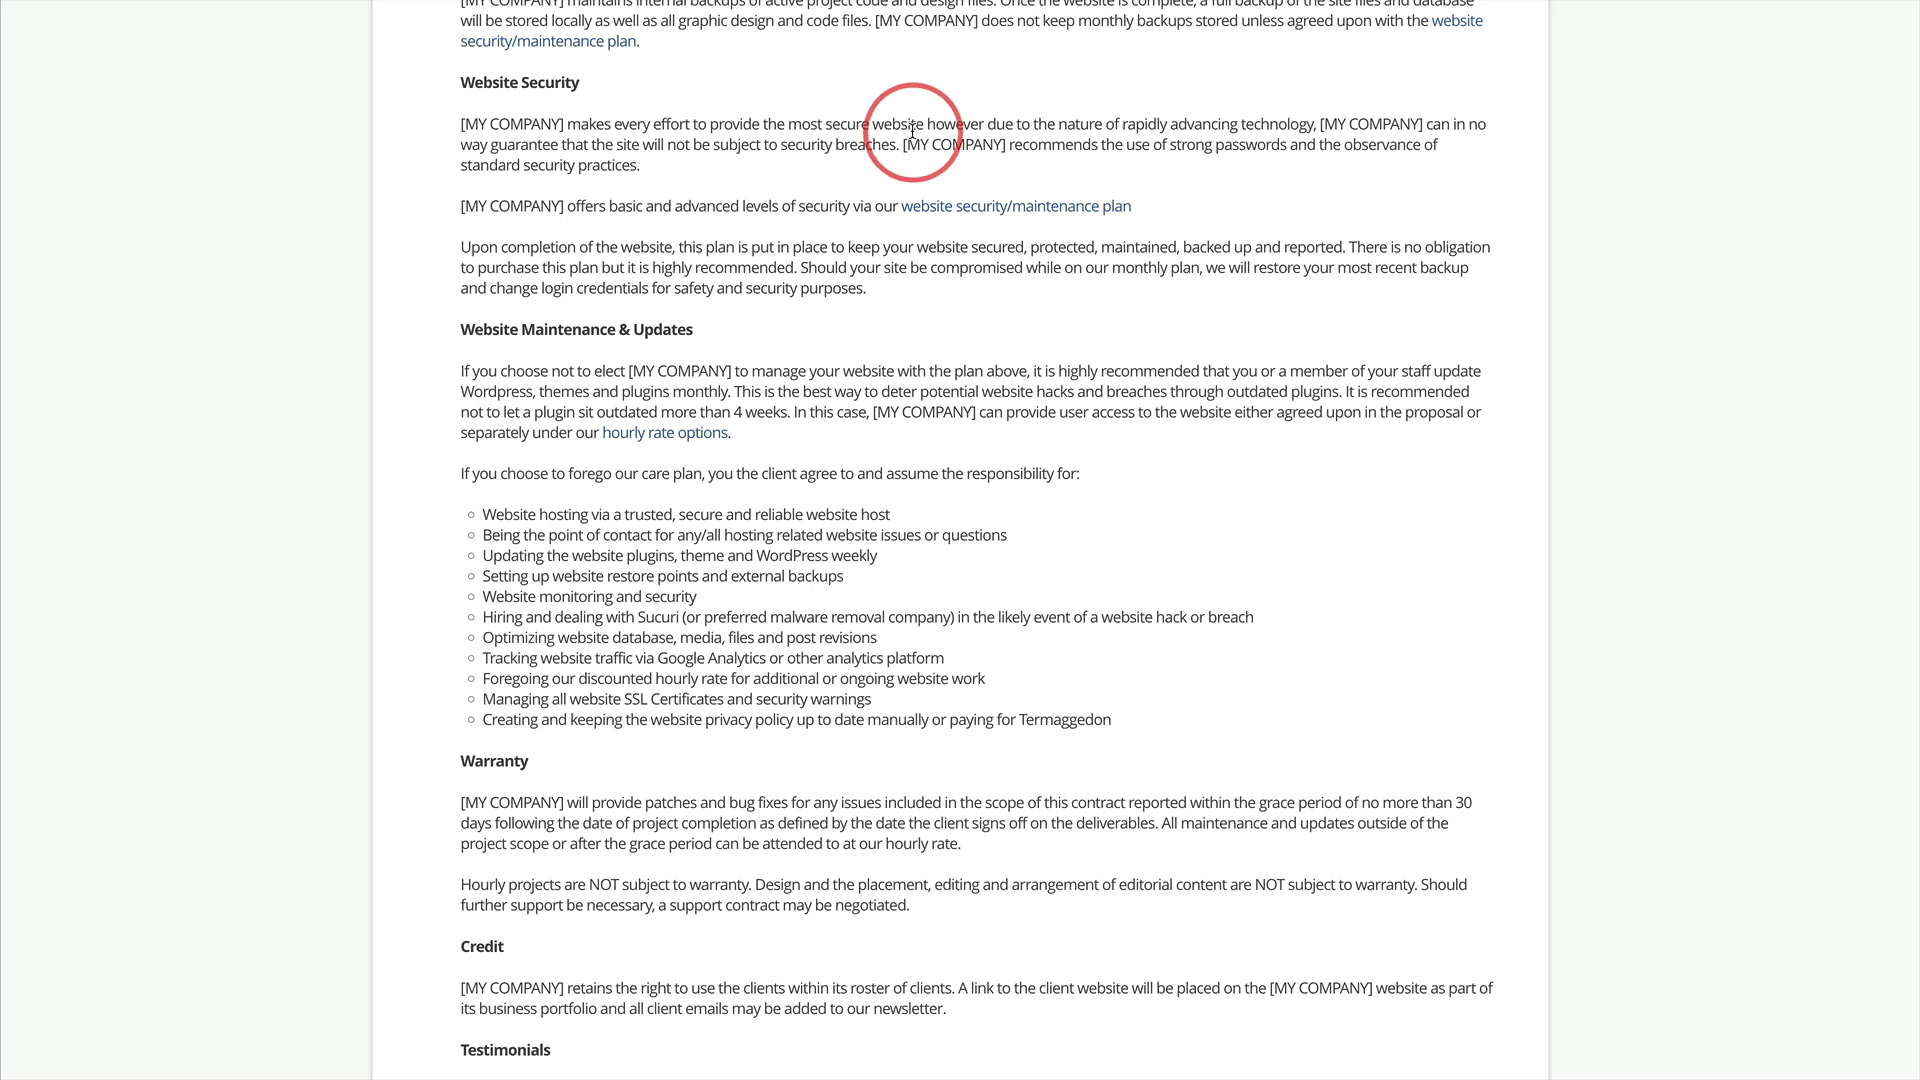 [MY COMPANY] maintains internal backups of active project code and design files. Once the website is complete, a full backup of the site files and database
will be stored locally as well as all graphic design and code files. [MY COMPANY] does not keep monthly backups stored unless agreed upon with the website
security/maintenance plan.
Website Security
[MY COMPANY] makes every effort to provide the most secure website however due to the nature of rapidly advancing technology, [MY COMPANY] can in no
way guarantee that the site will not be subject to security breaches. [MY COMPANY] recommends the use of strong passwords and the observance of
standard security practices.
[MY COMPANY] offers basic and advanced levels of security via our website security/maintenance plan
Upon completion of the website, this plan is put in place to keep your website secured, protected, maintained, backed up and reported. There is no obligation
to purchase this plan but it is highly recommended. Should your site be compromised while on our monthly plan, we will restore your most recent backup
and change login credentials for safety and security purposes.
Website Maintenance & Updates
If you choose not to elect [MY COMPANY] to manage your website with the plan above, it is highly recommended that you or a member of your staff update
Wordpress, themes and plugins monthly. This is the best way to deter potential website hacks and breaches through outdated plugins. It is recommended
not to let a plugin sit outdated more than 4 weeks. In this case, [MY COMPANY] can provide user access to the website either agreed upon in the proposal or
separately under our hourly rate options.
If you choose to forego our care plan, you the client agree to and assume the responsibility for:
Website hosting via a trusted, secure and reliable website host
Being the point of contact for any/all hosting related website issues or questions
Updating the website plugins, theme and WordPress weekly
Setting up website restore points and external backups
Website monitoring and security
Hiring and dealing with Sucuri (or preferred malware removal company) in the likely event of a website hack or breach
Optimizing website database, media, files and post revisions
Tracking website traffic via Google Analytics or other analytics platform
Foregoing our discounted hourly rate for additional or ongoing website work
Managing all website SSL Certificates and security warnings
Creating and keeping the website privacy policy up to date manually or paying for Termaggedon
Warranty
[MY COMPANY] will provide patches and bug fixes for any issues included in the scope of this contract reported within the grace period of no more than 30
days following the date of project completion as defined by the date the client signs off on the deliverables. All maintenance and updates outside of the
project scope or after the grace period can be attended to at our hourly rate.
Hourly projects are NOT subject to warranty. Design and the placement, editing and arrangement of editorial content are NOT subject to warranty. Should
further support be necessary, a support contract may be negotiated.
Credit
[MY COMPANY] retains the right to use the clients within its roster of clients. A link to the client website will be placed on the [MY COMPANY] website as part of
its business portfolio and all client emails may be added to our newsletter.
Testimonials